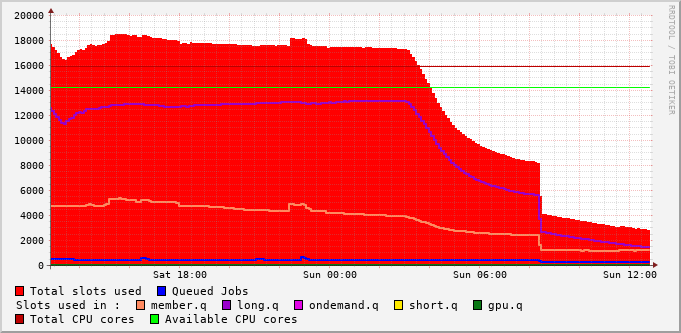 20000
18000
16000
14000
12000
10000
8000
6000
4000
2000
0
Sat 18:00 Sun 00:00 Sun 06:00 Sun 12:00
RRDTOOL / TOBI OETIKER
Total slots used Queued Jobs
Slots used in : member.q long.q ondemand.q short.q gpu.q
Total CPU cores Available CPU cores